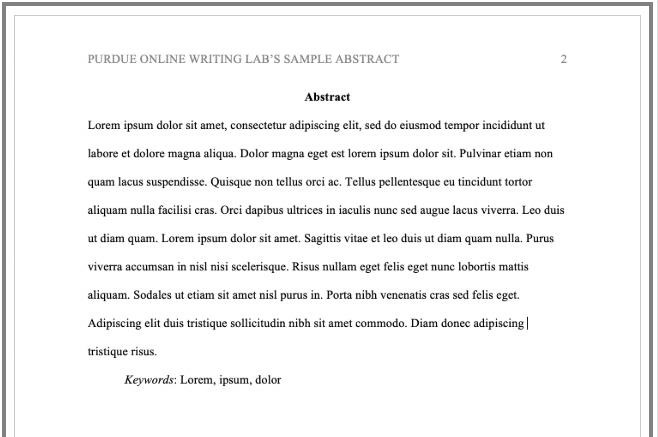 PURDUE ONLINE WRITING LAB'S SAMPLE ABSTRACT 2
Abstract
Lorem ipsum dolor sit amet, consectetur adipiscing elit, sed do eiusmod tempor incididunt ut
labore et dolore magna aliqua. Dolor magna eget est lorem ipsum dolor sit. Pulvinar etiam non
quam lacus suspendisse. Quisque non tellus orci ac. Tellus pellentesque eu tincidunt tortor
aliquam nulla facilisi cras. Orci dapibus ultrices in iaculis nunc sed augue lacus viverra. Leo duis
ut diam quam. Lorem ipsum dolor sit amet. Sagittis vitae et leo duis ut diam quam nulla. Purus
viverra accumsan in nisl nisi scelerisque. Risus nullam eget felis eget nunc lobortis mattis
aliquam. Sodales ut etiam sit amet nisl purus in. Porta nibh venenatis cras sed felis eget.
Adipiscing elit duis tristique sollicitudin nibh sit amet commodo. Diam donec adipiscing
tristique risus.
Keywords: Lorem, ipsum, dolor